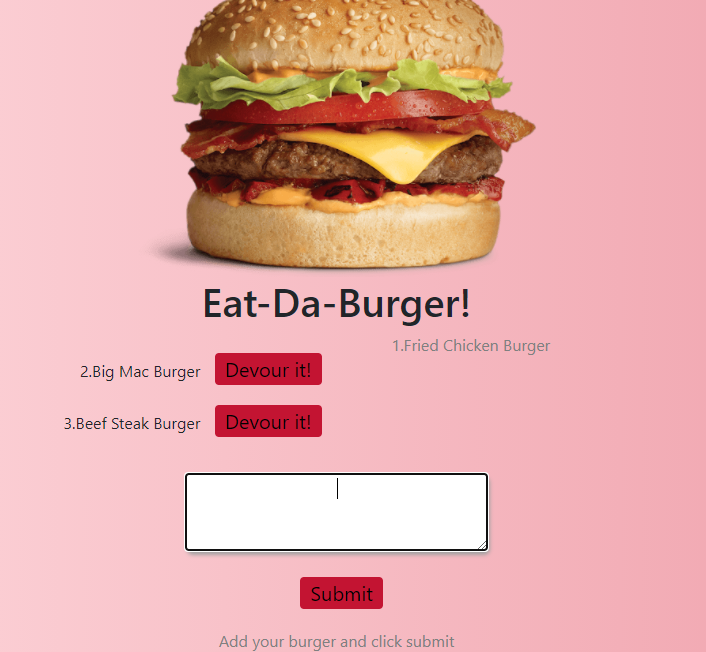 Eat-Da-Burger!
1.Fried Chicken Burger
2.Big Mac Burger Devour it!
3.Beef Steak Burger Devour it!
Submit
Add your burger and click submit